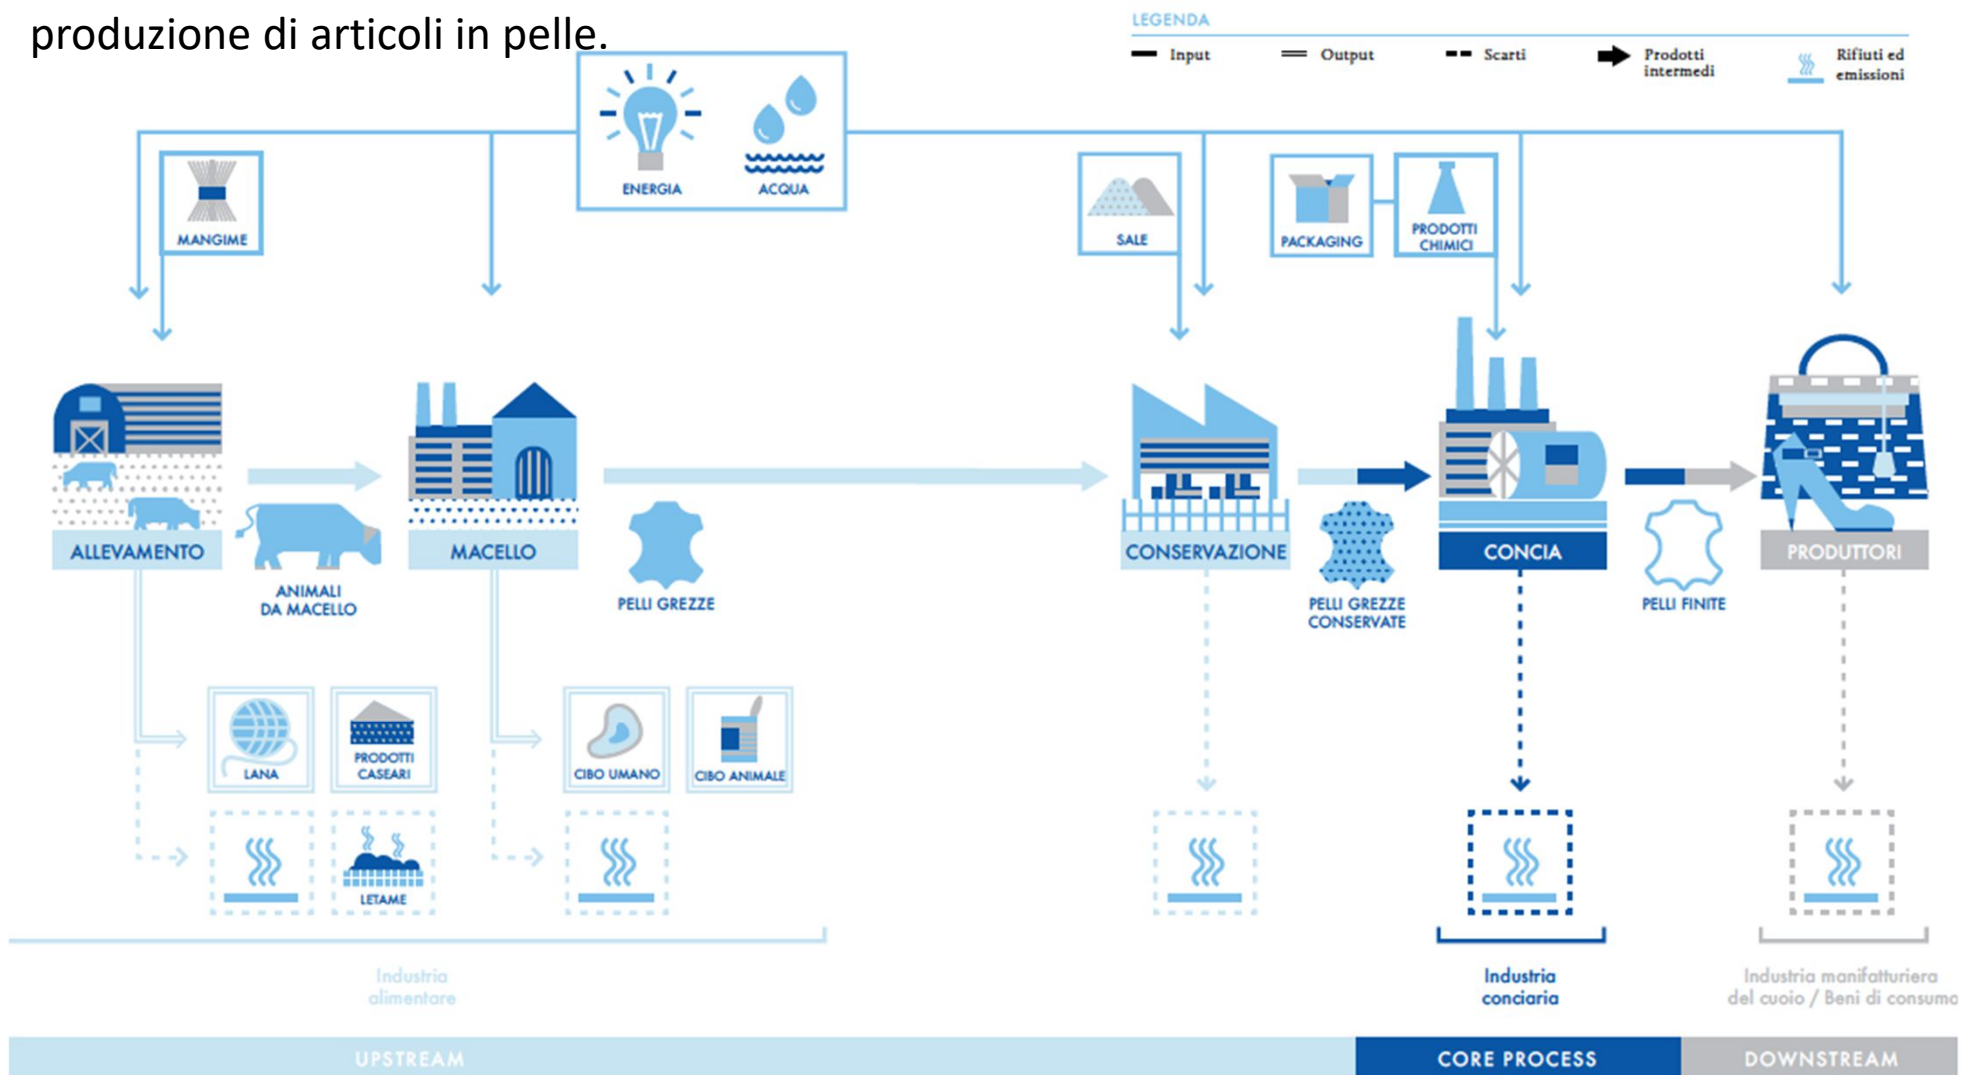 produzione di articoli in pelle.
LEGENDA
Input
Output
Scarti
Prodotti
intermedi
Rifiuti ed
emissioni
ENERGIA
ACQUA
MANGIME
SALE
PACKAGING
PRODOTTI
CHIMICI
ALLEVAMENTO
ANIMALI
DA MACELLO
MACELLO
PELLI GREZZE
CONSERVAZIONE
PELLI GREZZE
CONSERVATE
CONCIA
PELLI FINITE
PRODUTTORI
LANA
PRODOTTI
CASEARI
CIBO UMANO
CIBO ANIMALE
LETAME
Industria
alimentare
Industria
conciaria
Industria manifatturiera
del cuoio / Beni di consumo
UPSTREAM
CORE PROCESS
DOWNSTREAM